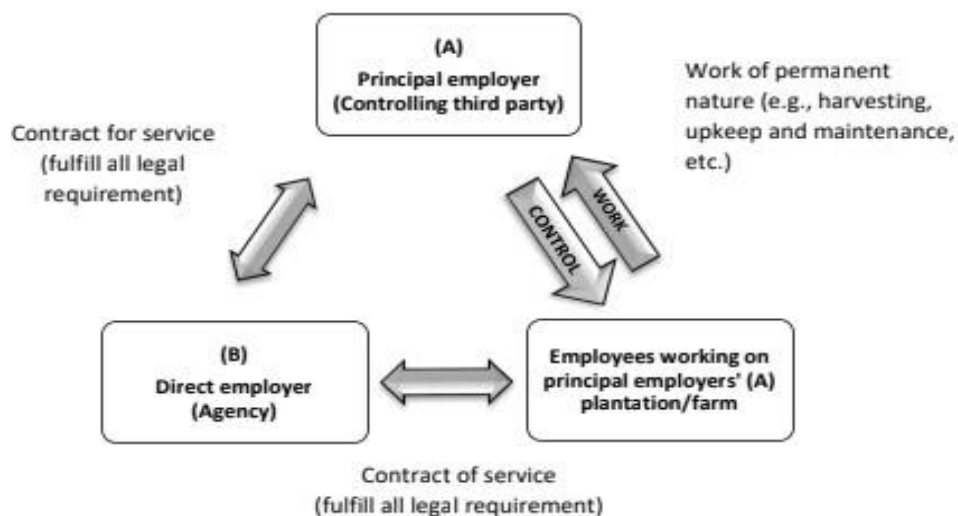 (A)
Principal employer
(Controlling third party)
Work of permanent
nature (e.g., harvesting,
upkeep and maintenance,
etc.)
Contract for service
(fulfill all legal
requirement)
CONTROL
WORK
(B)
Direct employer
(Agency)
Employees working on
principal employers' (A)
plantation/farm
Contract of service
(fulfill all legal requirement)